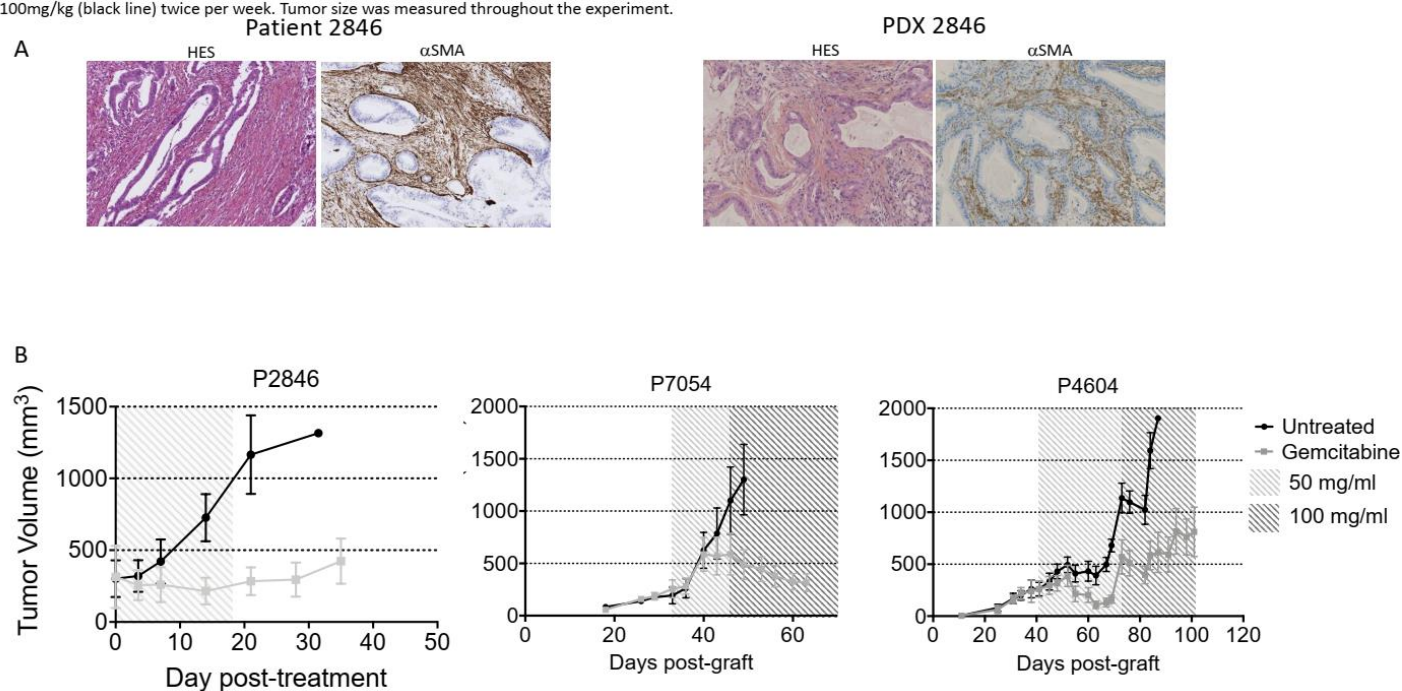 100mg/kg (black line) twice per week. Tumor size was measured throughout the experiment.
Patient 2846
PDX 2846
A
HES
αSMA
HES
αSMA
B
P2846
P7054
P4604
Tumor Volume (mm³)
1500
1000
500
0
0 10 20 30 40 50
Day post-treatment
2000
1500
1000
500
0
0 20 40 60
Days post-graft
2000
1500
1000
500
0
0 20 40 60 80 100 120
Days post-graft
Untreated
Gemcitabine
50 mg/ml
100 mg/ml